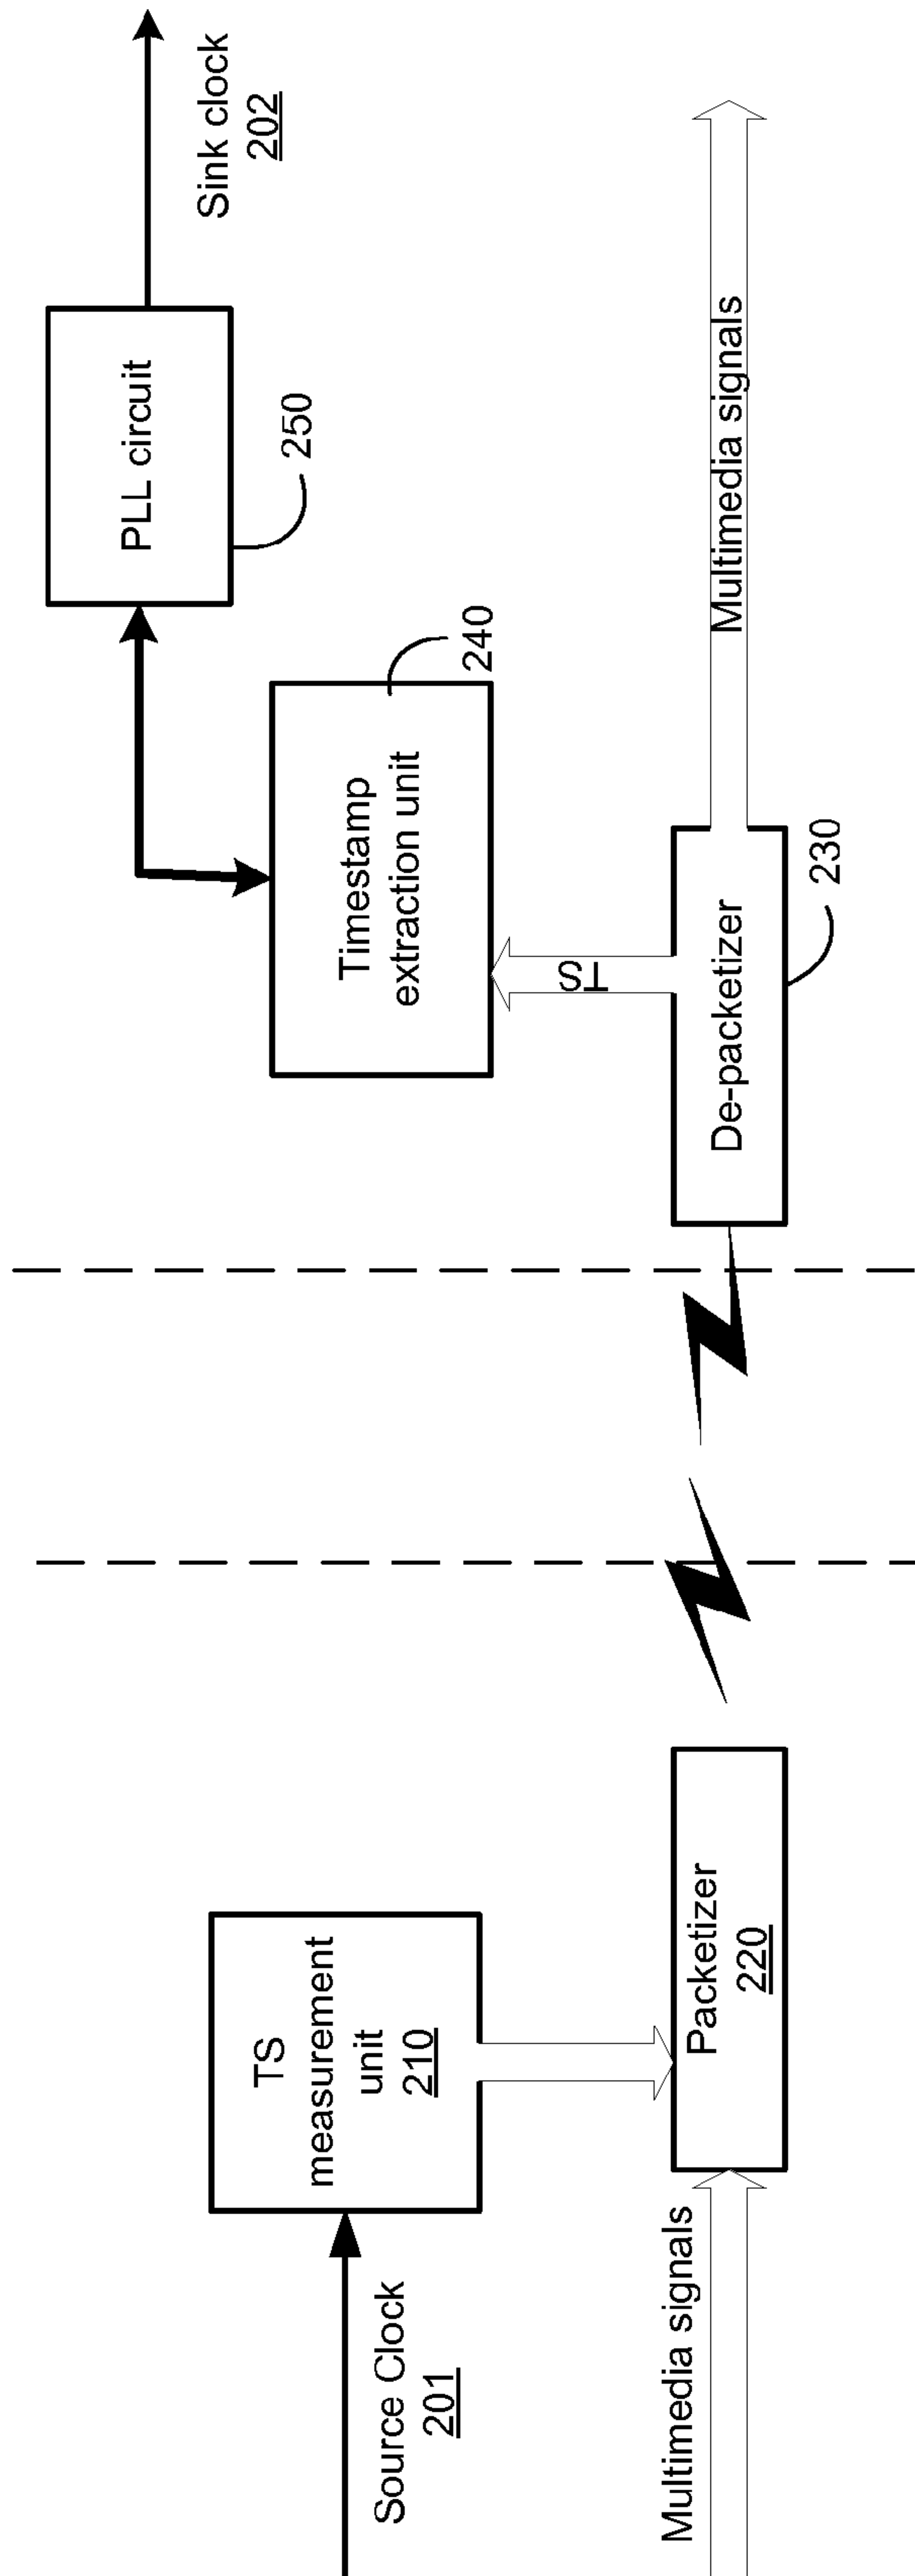 Source Clock
201
TS
measurement
unit
210
Multimedia signals
Packetizer
220
Sink clock
202
PLL circuit
250
Timestamp
extraction unit
240
TS
De-packetizer
230
Multimedia signals